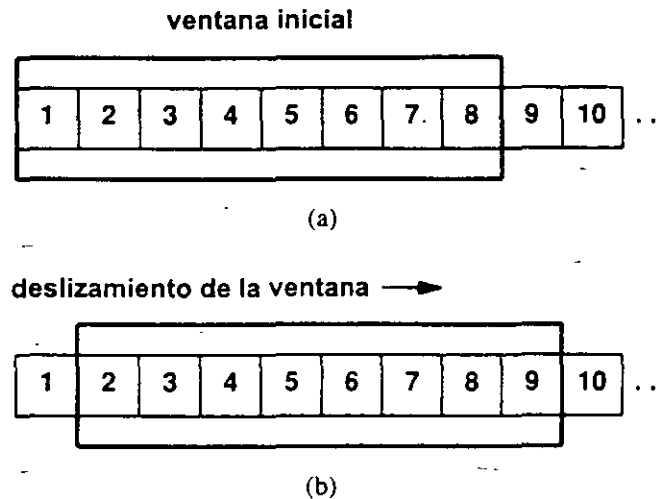 ventana inicial
1 2 3 4 5 6 7 8 9 10 ..
(a)
deslizamiento de la ventana
1 2 3 4 5 6 7 8 9 10 ..
(b)